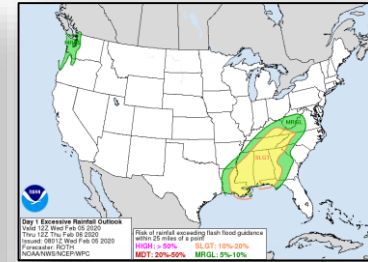 MRGL
MRGL
SLGT
noaa
Day 1 Excessive Rainfall Outlook
Valid 12Z Wed Feb 05 2020
Thru 12Z Thu Feb 06 2020
Issued: 0801Z Wed Feb 05 2020
Forecaster: ROTH
NOAA/NWS/NCEP/WPC
Risk of rainfall exceeding flash flood guidance
within 25 miles of a point
HIGH: > 50% SLGT: 10%-20%
MDT: 20%-50% MRGL: 5%-10%